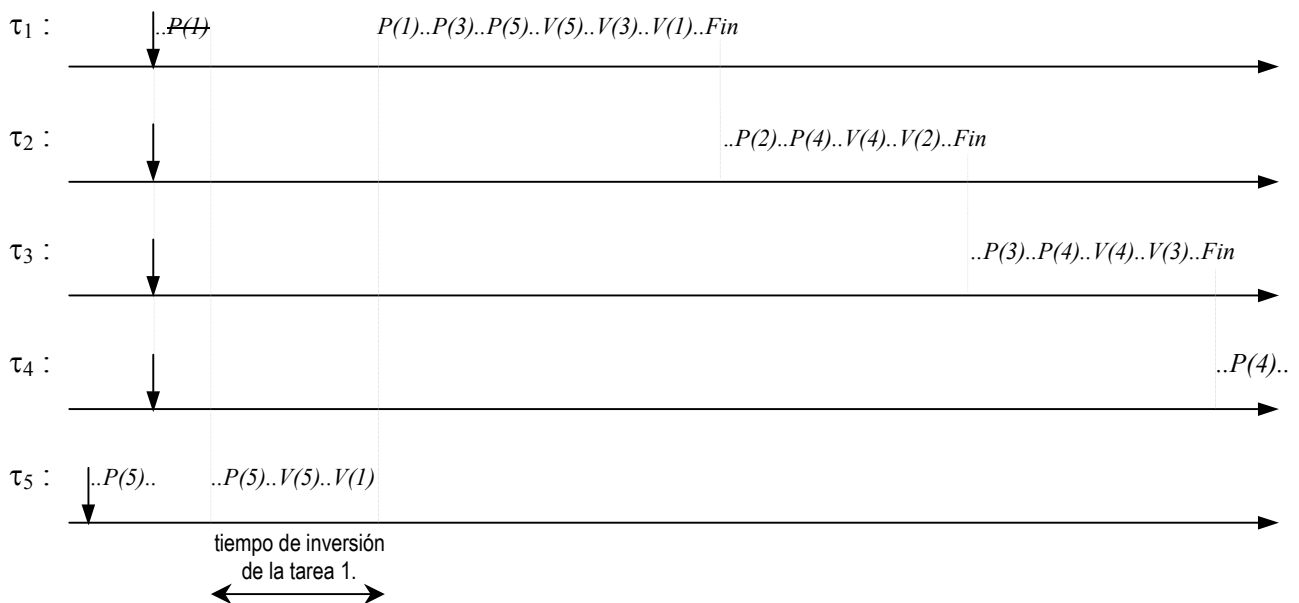 τ1 : ..P(1) P(1)..P(3)..P(5)..V(5)..V(3)..V(1)..Fin
τ2 : ..P(2)..P(4)..V(4)..V(2)..Fin
τ3 : ..P(3)..P(4)..V(4)..V(3)..Fin
τ4 : ..P(4)..
τ5 : ..P(5).. ..P(5)..V(5)..V(1)
tiempo de inversión
de la tarea 1.